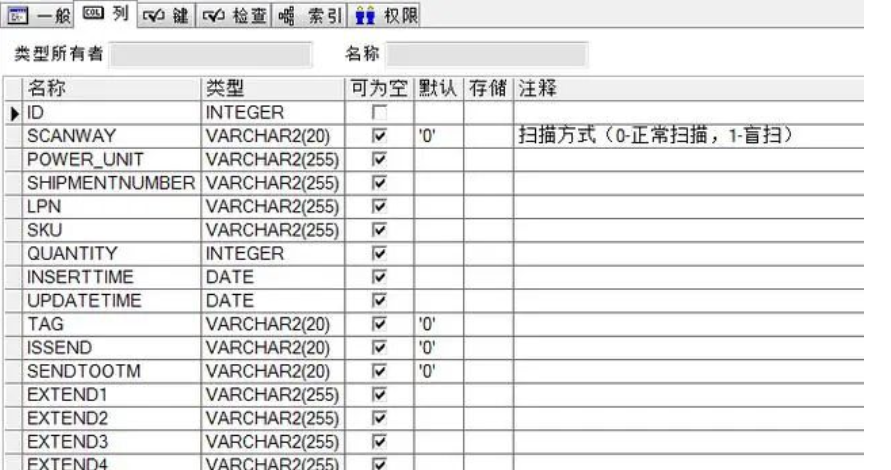 一般 列 键 检查 索引 权限
类型所有者 名称
名称 类型 可为空 默认 存储 注释
ID INTEGER
SCANWAY VARCHAR2(20) '0' 扫描方式（0-正常扫描，1-盲扫）
POWER_UNIT VARCHAR2(255)
SHIPMENTNUMBER VARCHAR2(255)
LPN VARCHAR2(255)
SKU VARCHAR2(255)
QUANTITY INTEGER
INSERTTIME DATE
UPDATETIME DATE
TAG VARCHAR2(20) '0'
ISSEND VARCHAR2(20) '0'
SENDTOOTM VARCHAR2(20) '0'
EXTEND1 VARCHAR2(255)
EXTEND2 VARCHAR2(255)
EXTEND3 VARCHAR2(255)
EXTEND4 VARCHAR2(255)